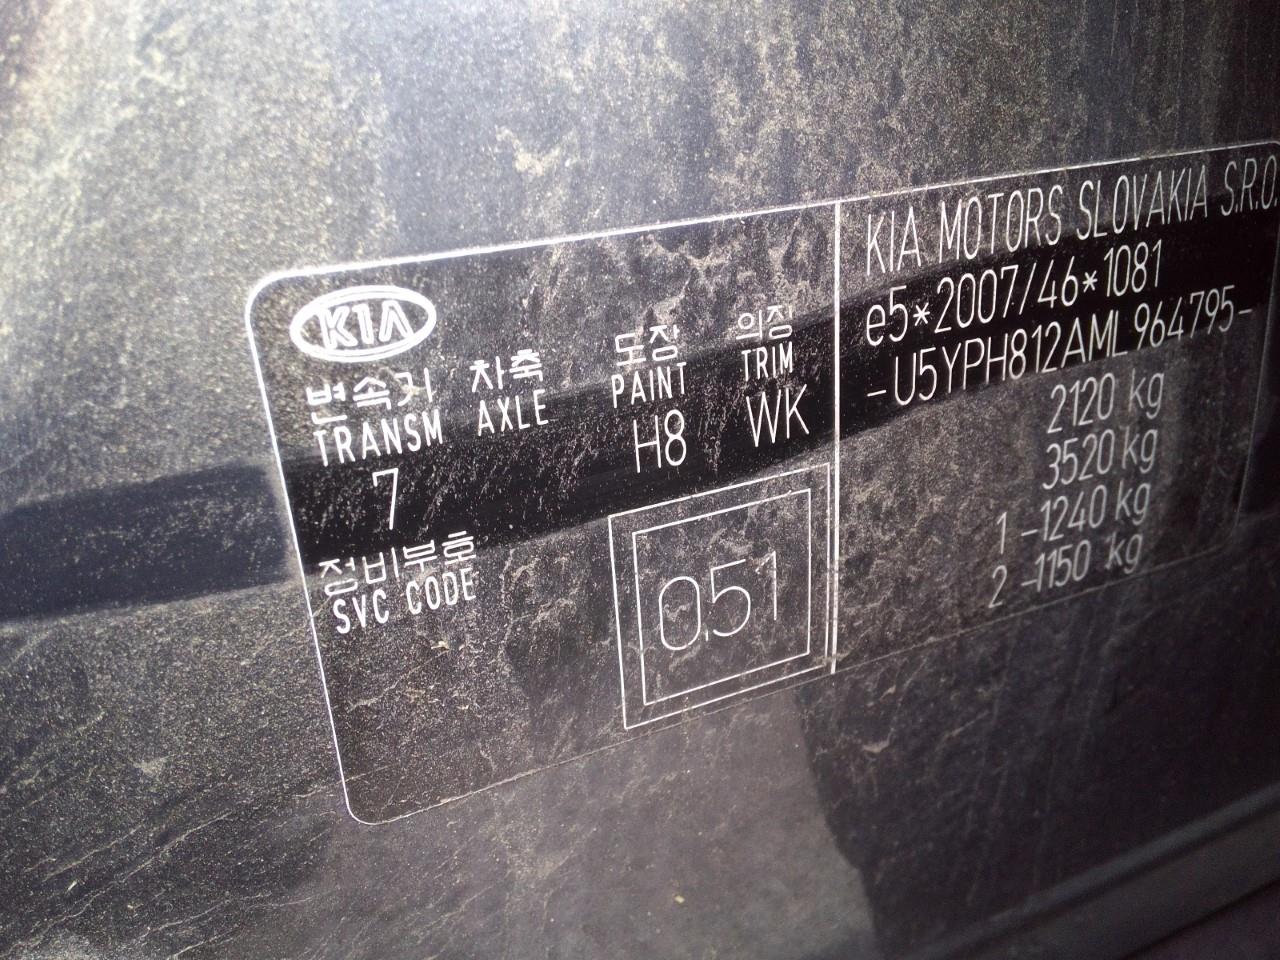 KIA
변속기 차축 도장 의장
TRANSM AXLE PAINT TRIM
7 H8 WK
정비부호
SVC CODE
0.51
KIA MOTORS SLOVAKIA S.R.O.
e5*2007/46*1081
-U5YPH812AML964795-
2120 kg
3520 kg
1 -1240 kg
2 -1150 kg